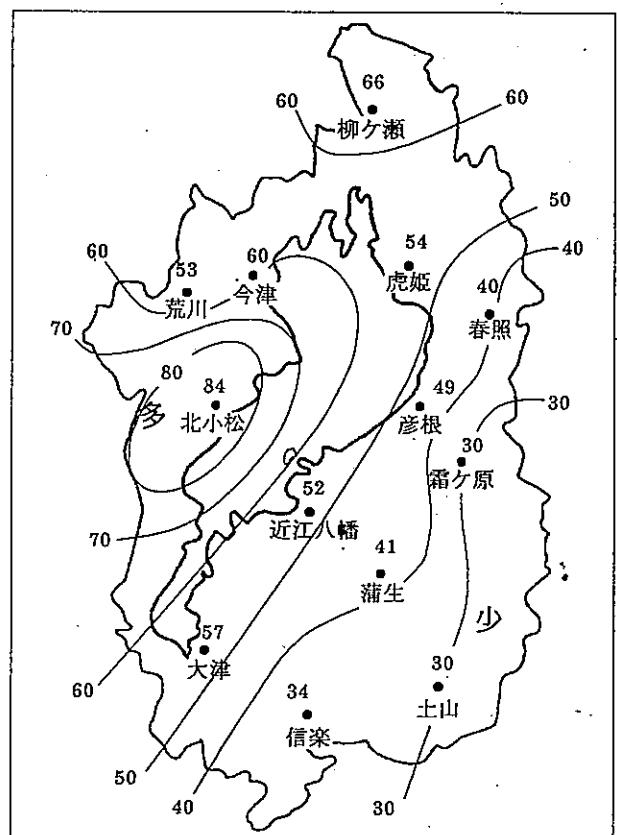 66
柳ケ瀬
60
60
50
54
虎姫
40
60
53
荒川
60
今津
40
春照
70
80
多
84
北小松
49
彦根
30
30
霜ケ原
52
近江八幡
70
41
蒲生
少
57
大津
60
34
信楽
30
土山
50
40
30